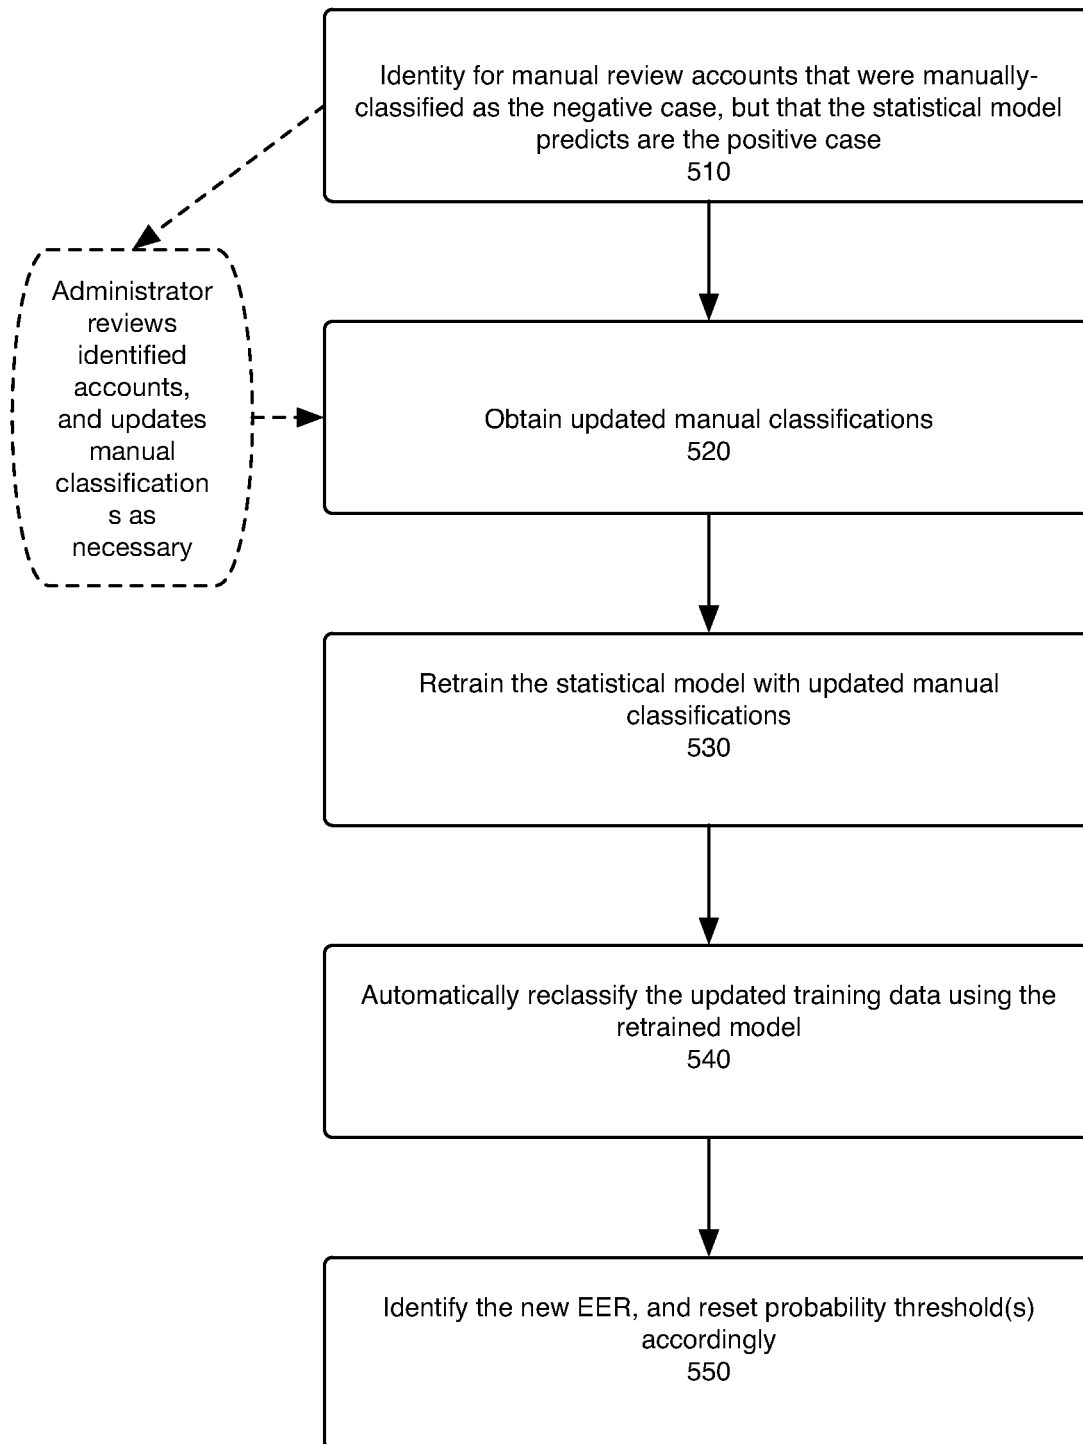 Identity for manual review accounts that were manually-
classified as the negative case, but that the statistical model
predicts are the positive case
510
Administrator
reviews
identified
accounts,
and updates
manual
classification
s as
necessary
Obtain updated manual classifications
520
Retrain the statistical model with updated manual
classifications
530
Automatically reclassify the updated training data using the
retrained model
540
Identify the new EER, and reset probability threshold(s)
accordingly
550